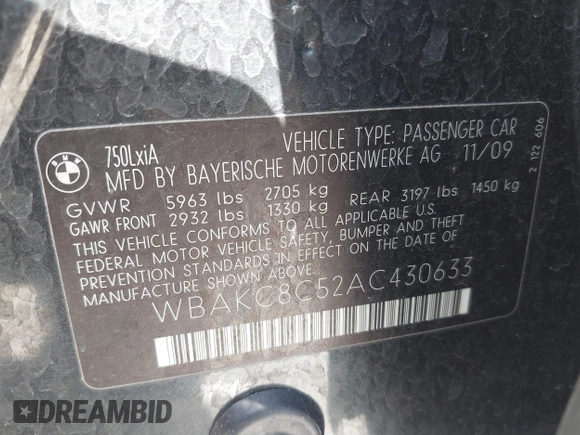 BMW
750LxiA VEHICLE TYPE: PASSENGER CAR
MFD BY BAYERISCHE MOTORENWERKE AG 11/09
GVWR 5963 lbs 2705 kg
GAWR FRONT 2932 lbs 1330 kg REAR 3197 lbs 1450 kg
THIS VEHICLE CONFORMS TO ALL APPLICABLE U.S.
FEDERAL MOTOR VEHICLE SAFETY, BUMPER AND THEFT
PREVENTION STANDARDS IN EFFECT ON THE DATE OF
MANUFACTURE SHOWN ABOVE.
WBAKC8C52AC430633
2 122 606
DREAMBID